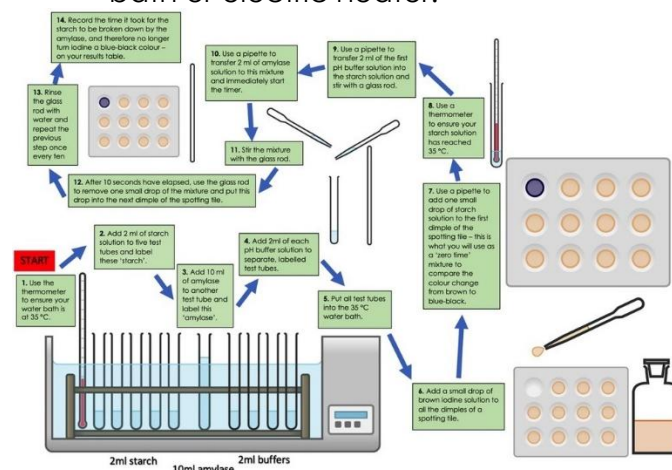 bath or electric heater.
START
1. Use the
thermometer
to ensure your
water bath is
at 35 °C.
2. Add 2 ml of starch
solution to five test
tubes and label
these 'starch'.
3. Add 10 ml
of amylase
to another
test tube and
label this
'amylase'.
4. Add 2ml of each
pH buffer solution to
separate, labelled
test tubes.
5. Put all test tubes
into the 35 °C
water bath.
6. Add a small drop of
brown iodine solution to
all the dimples of a
spotting tile.
7. Use a pipette to
add one small
drop of starch
solution to the first
dimple of the
spotting tile – this
is what you will use as
a 'zero time'
mixture to
compare the
colour change
from brown to
blue-black.
8. Use a
thermometer
to ensure your
starch solution
has reached
35 °C.
9. Use a pipette to
transfer 2 ml of the first
pH buffer solution into
the starch solution and
stir with a glass rod.
10. Use a pipette to
transfer 2 ml of amylase
solution to this mixture
and immediately start
the timer.
11. Stir the mixture
with the glass rod.
12. After 10 seconds have elapsed, use the glass rod
to remove one small drop of the mixture and put this
drop into the next dimple of the spotting tile.
13. Rinse
the glass
rod with
water and
repeat the
previous
step once
every ten
14. Record the time it took for the
starch to be broken down by the
amylase, and therefore no longer
turn iodine a blue-black colour –
on your results table.
2ml starch
10ml amylase
2ml buffers